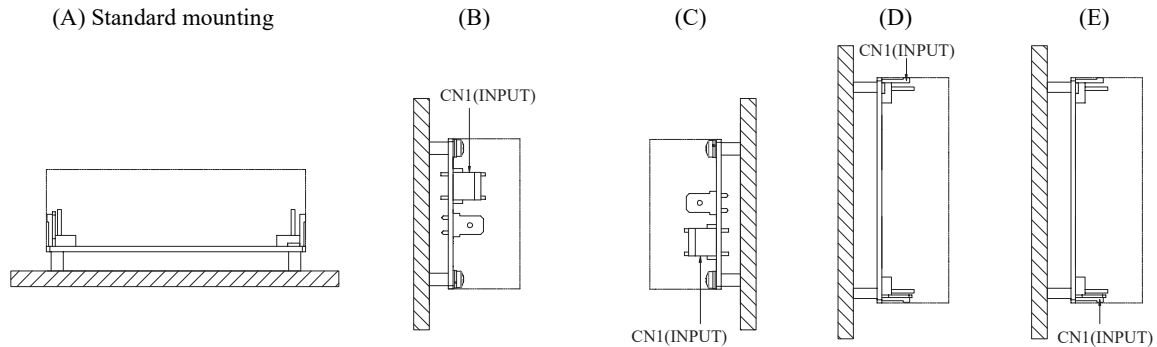 (A) Standard mounting
(B)
(C)
(D)
(E)
CN1(INPUT)
CN1(INPUT)
CN1(INPUT)
CN1(INPUT)